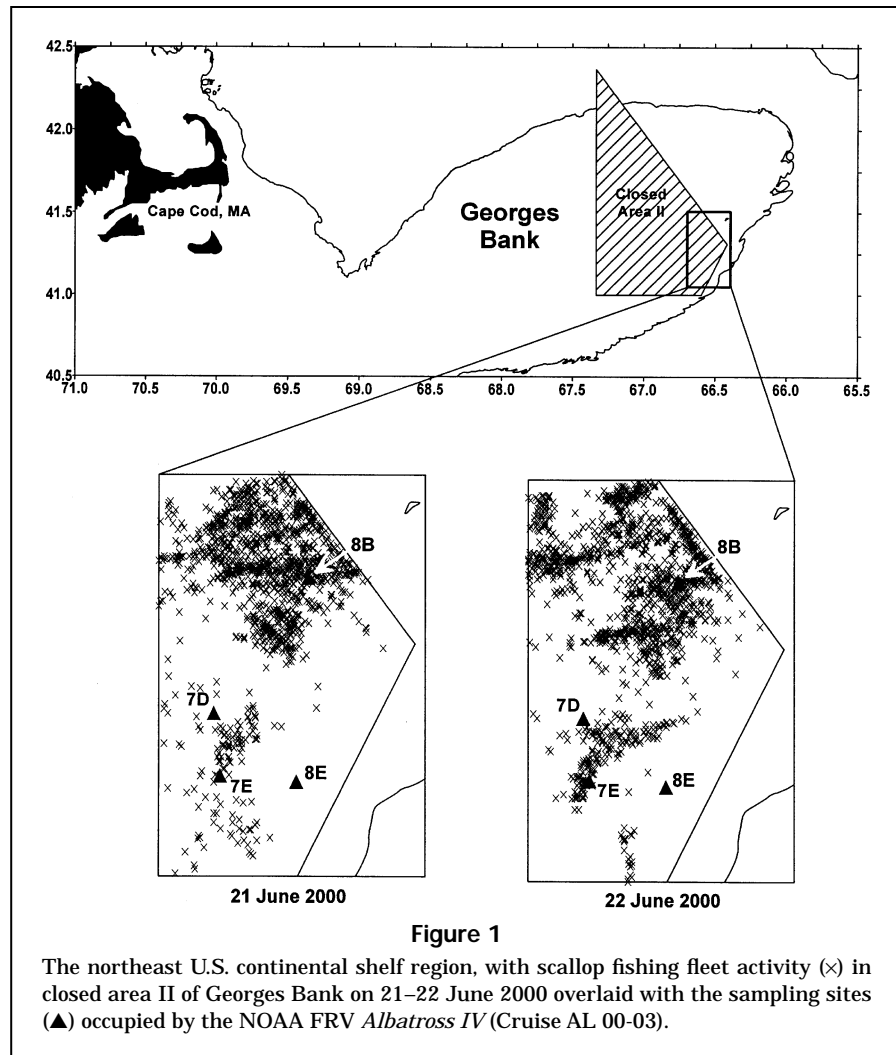 42.5
42.0
41.5
41.0
40.5
71.0 70.5 70.0 69.5 69.0 68.5 68.0 67.5 67.0 66.5 66.0 65.5
Cape Cod, MA
Georges
Bank
Closed
Area II
8B
7D
7E
8E
21 June 2000
8B
7D
7E
8E
22 June 2000
Figure 1
The northeast U.S. continental shelf region, with scallop fishing fleet activity (×) in
closed area II of Georges Bank on 21–22 June 2000 overlaid with the sampling sites
(▲) occupied by the NOAA FRV Albatross IV (Cruise AL 00-03).